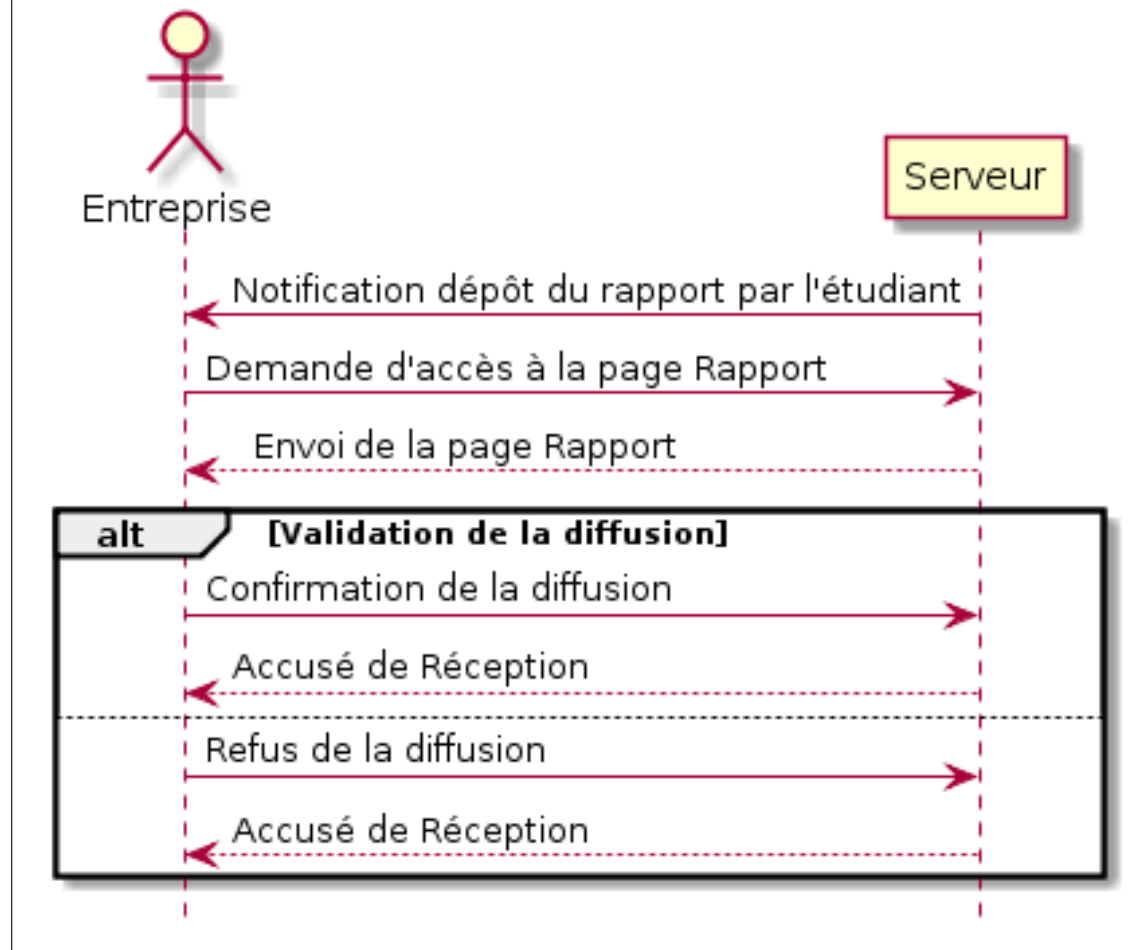 Entreprise
Serveur
Notification dépôt du rapport par l'étudiant
Demande d'accès à la page Rapport
Envoi de la page Rapport
alt [Validation de la diffusion]
Confirmation de la diffusion
Accusé de Réception
Refus de la diffusion
Accusé de Réception